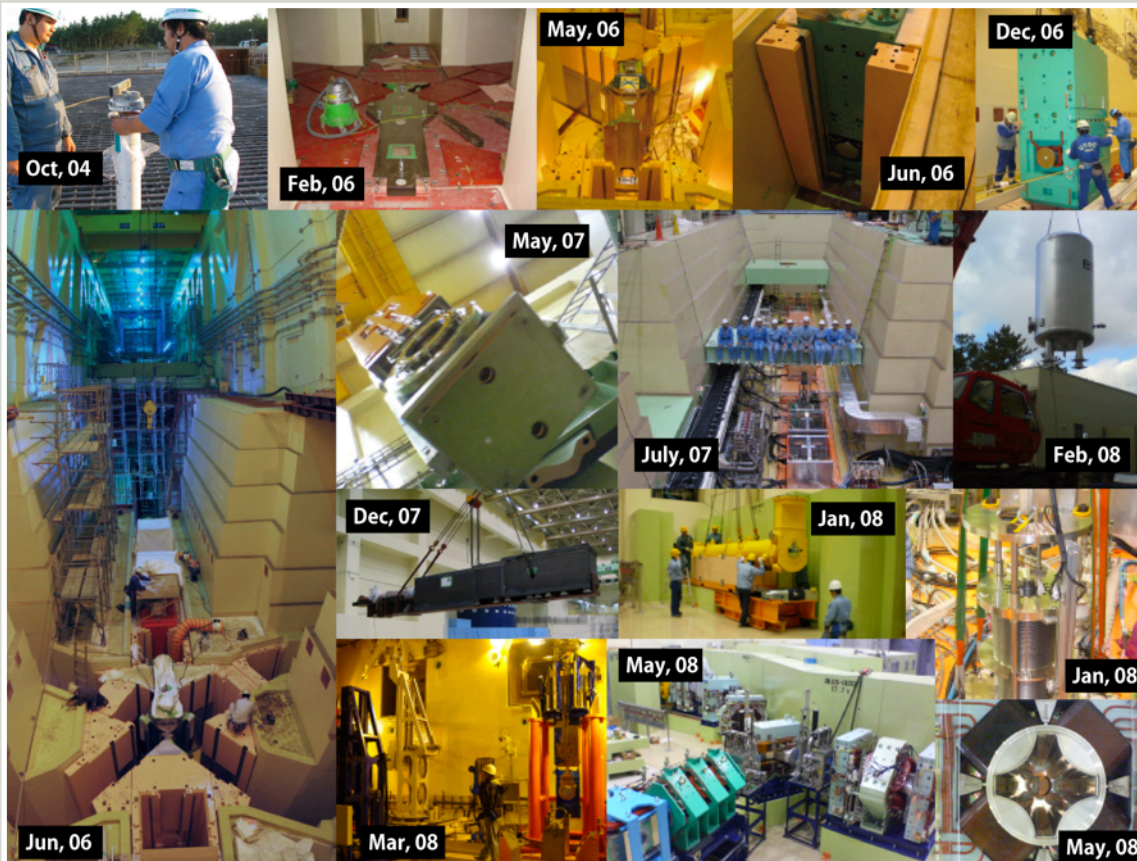 Oct, 04
Feb, 06
May, 06
Jun, 06
Dec, 06
May, 07
July, 07
Feb, 08
Dec, 07
Jan, 08
Jan, 08
Jun, 06
Mar, 08
May, 08
May, 08